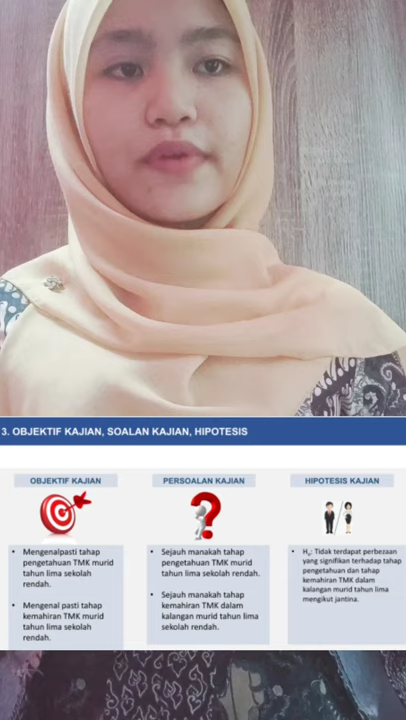 3. OBJEKTIF KAJIAN, SOALAN KAJIAN, HIPOTESIS
OBJEKTIF KAJIAN
• Mengenalpasti tahap
pengetahuan TMK murid
tahun lima sekolah
rendah.
• Mengenal pasti tahap
kemahiran TMK murid
tahun lima sekolah
rendah.
PERSOALAN KAJIAN
• Sejauh manakah tahap
pengetahuan TMK murid
tahun lima sekolah rendah.
• Sejauh manakah tahap
kemahiran TMK dalam
kalangan murid tahun lima
sekolah rendah.
HIPOTESIS KAJIAN
• Hₒ: Tidak terdapat perbezaan
yang signifikan terhadap tahap
pengetahuan dan tahap
kemahiran TMK dalam
kalangan murid tahun lima
mengikut jantina.